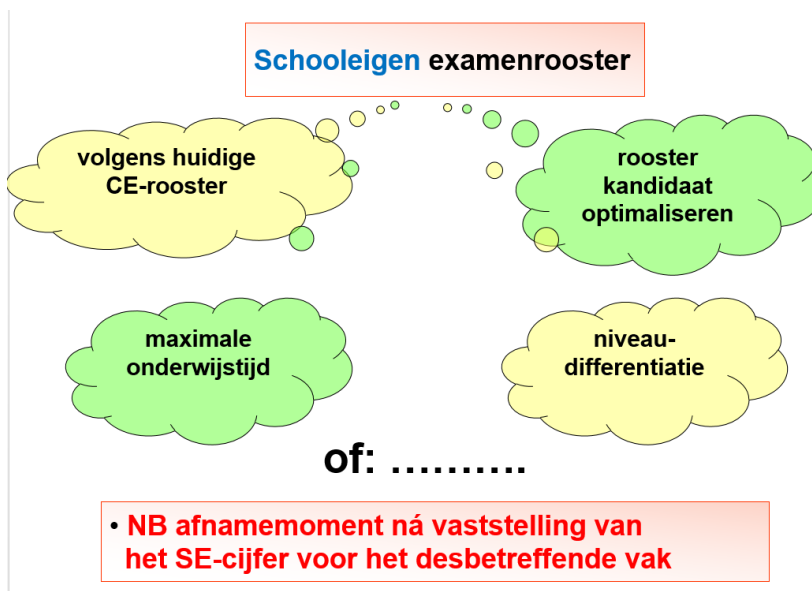 Schooleigen examenrooster
volgens huidige
CE-rooster
rooster
kandidaat
optimaliseren
maximale
onderwijstijd
niveau-
differentiatie
of: ……….
• NB afnamemoment ná vaststelling van
het SE-cijfer voor het desbetreffende vak